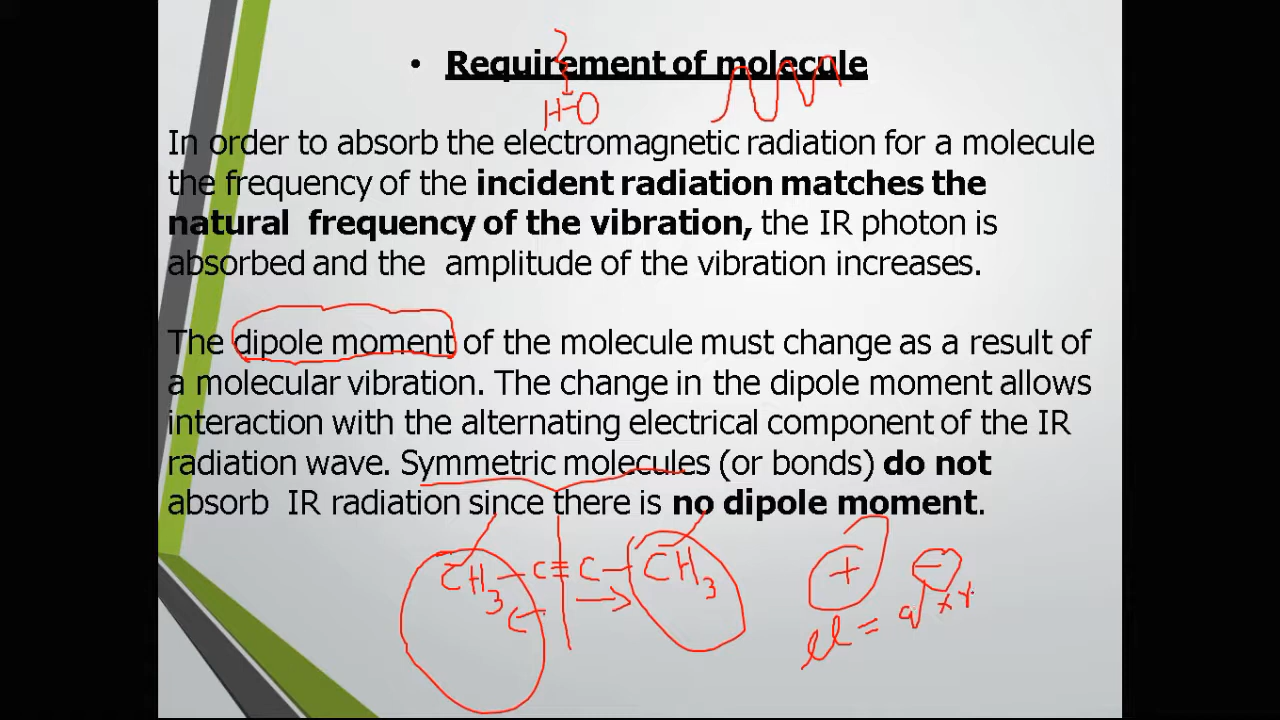 • Requirement of molecule
H-O
In order to absorb the electromagnetic radiation for a molecule
the frequency of the incident radiation matches the
natural frequency of the vibration, the IR photon is
absorbed and the amplitude of the vibration increases.
The dipole moment of the molecule must change as a result of
a molecular vibration. The change in the dipole moment allows
interaction with the alternating electrical component of the IR
radiation wave. Symmetric molecules (or bonds) do not
absorb IR radiation since there is no dipole moment.
CH3-C≡C-CH3
+ −
= q x r